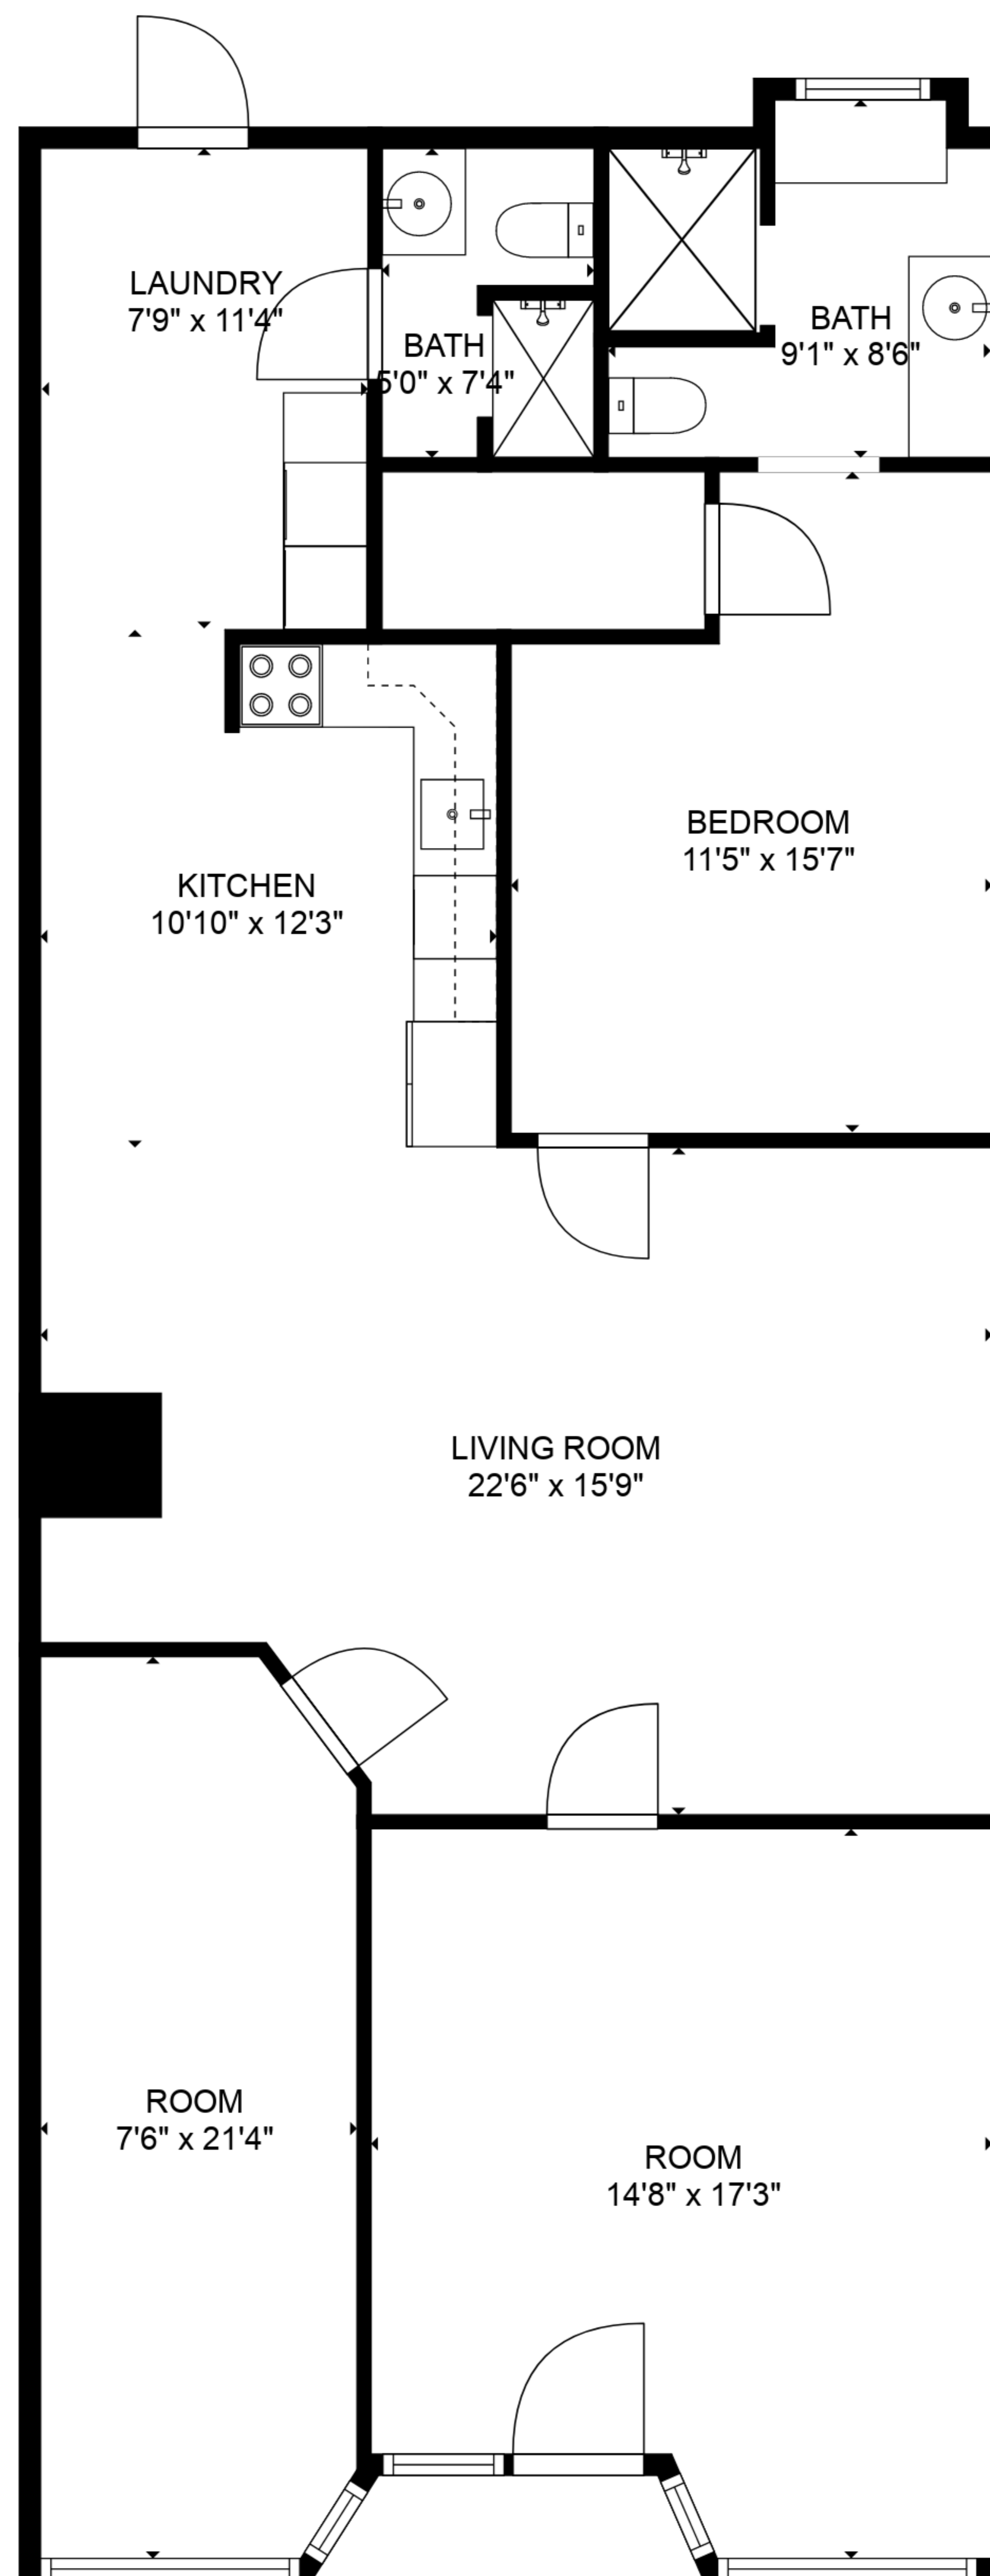 LAUNDRY
7'9" x 11'4"
BATH
5'0" x 7'4"
BATH
9'1" x 8'6"
BEDROOM
11'5" x 15'7"
KITCHEN
10'10" x 12'3"
LIVING ROOM
22'6" x 15'9"
ROOM
7'6" x 21'4"
ROOM
14'8" x 17'3"